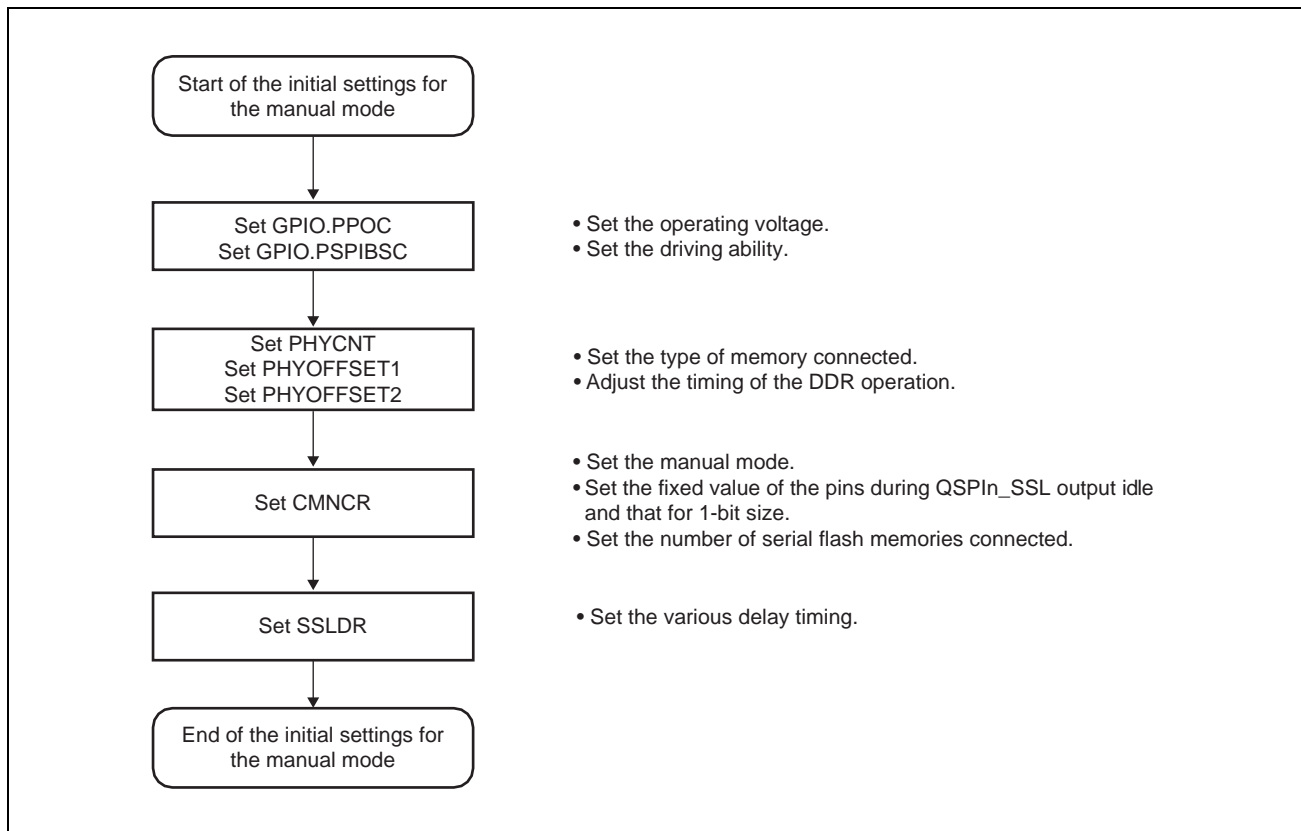 Start of the initial settings for
the manual mode
Set GPIO.PPOC
Set GPIO.PSPIBSC
• Set the operating voltage.
• Set the driving ability.
Set PHYCNT
Set PHYOFFSET1
Set PHYOFFSET2
• Set the type of memory connected.
• Adjust the timing of the DDR operation.
Set CMNCR
• Set the manual mode.
• Set the fixed value of the pins during QSPIn_SSL output idle
and that for 1-bit size.
• Set the number of serial flash memories connected.
Set SSLDR
• Set the various delay timing.
End of the initial settings for
the manual mode